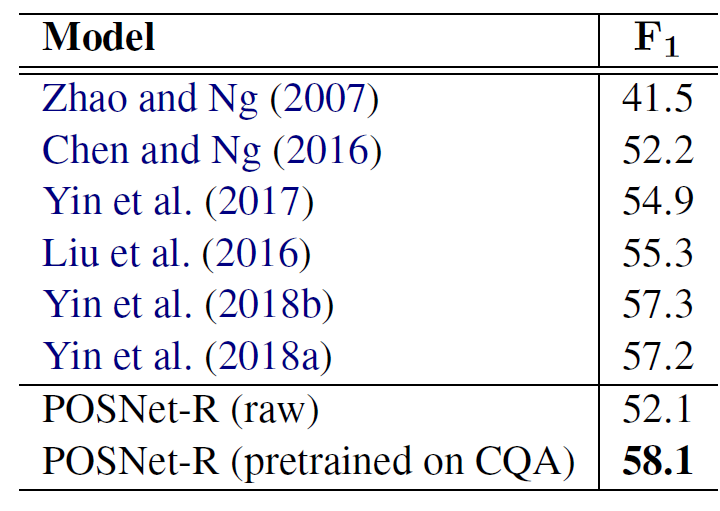 Model F₁
Zhao and Ng (2007) 41.5
Chen and Ng (2016) 52.2
Yin et al. (2017) 54.9
Liu et al. (2016) 55.3
Yin et al. (2018b) 57.3
Yin et al. (2018a) 57.2
POSNet-R (raw) 52.1
POSNet-R (pretrained on CQA) 58.1